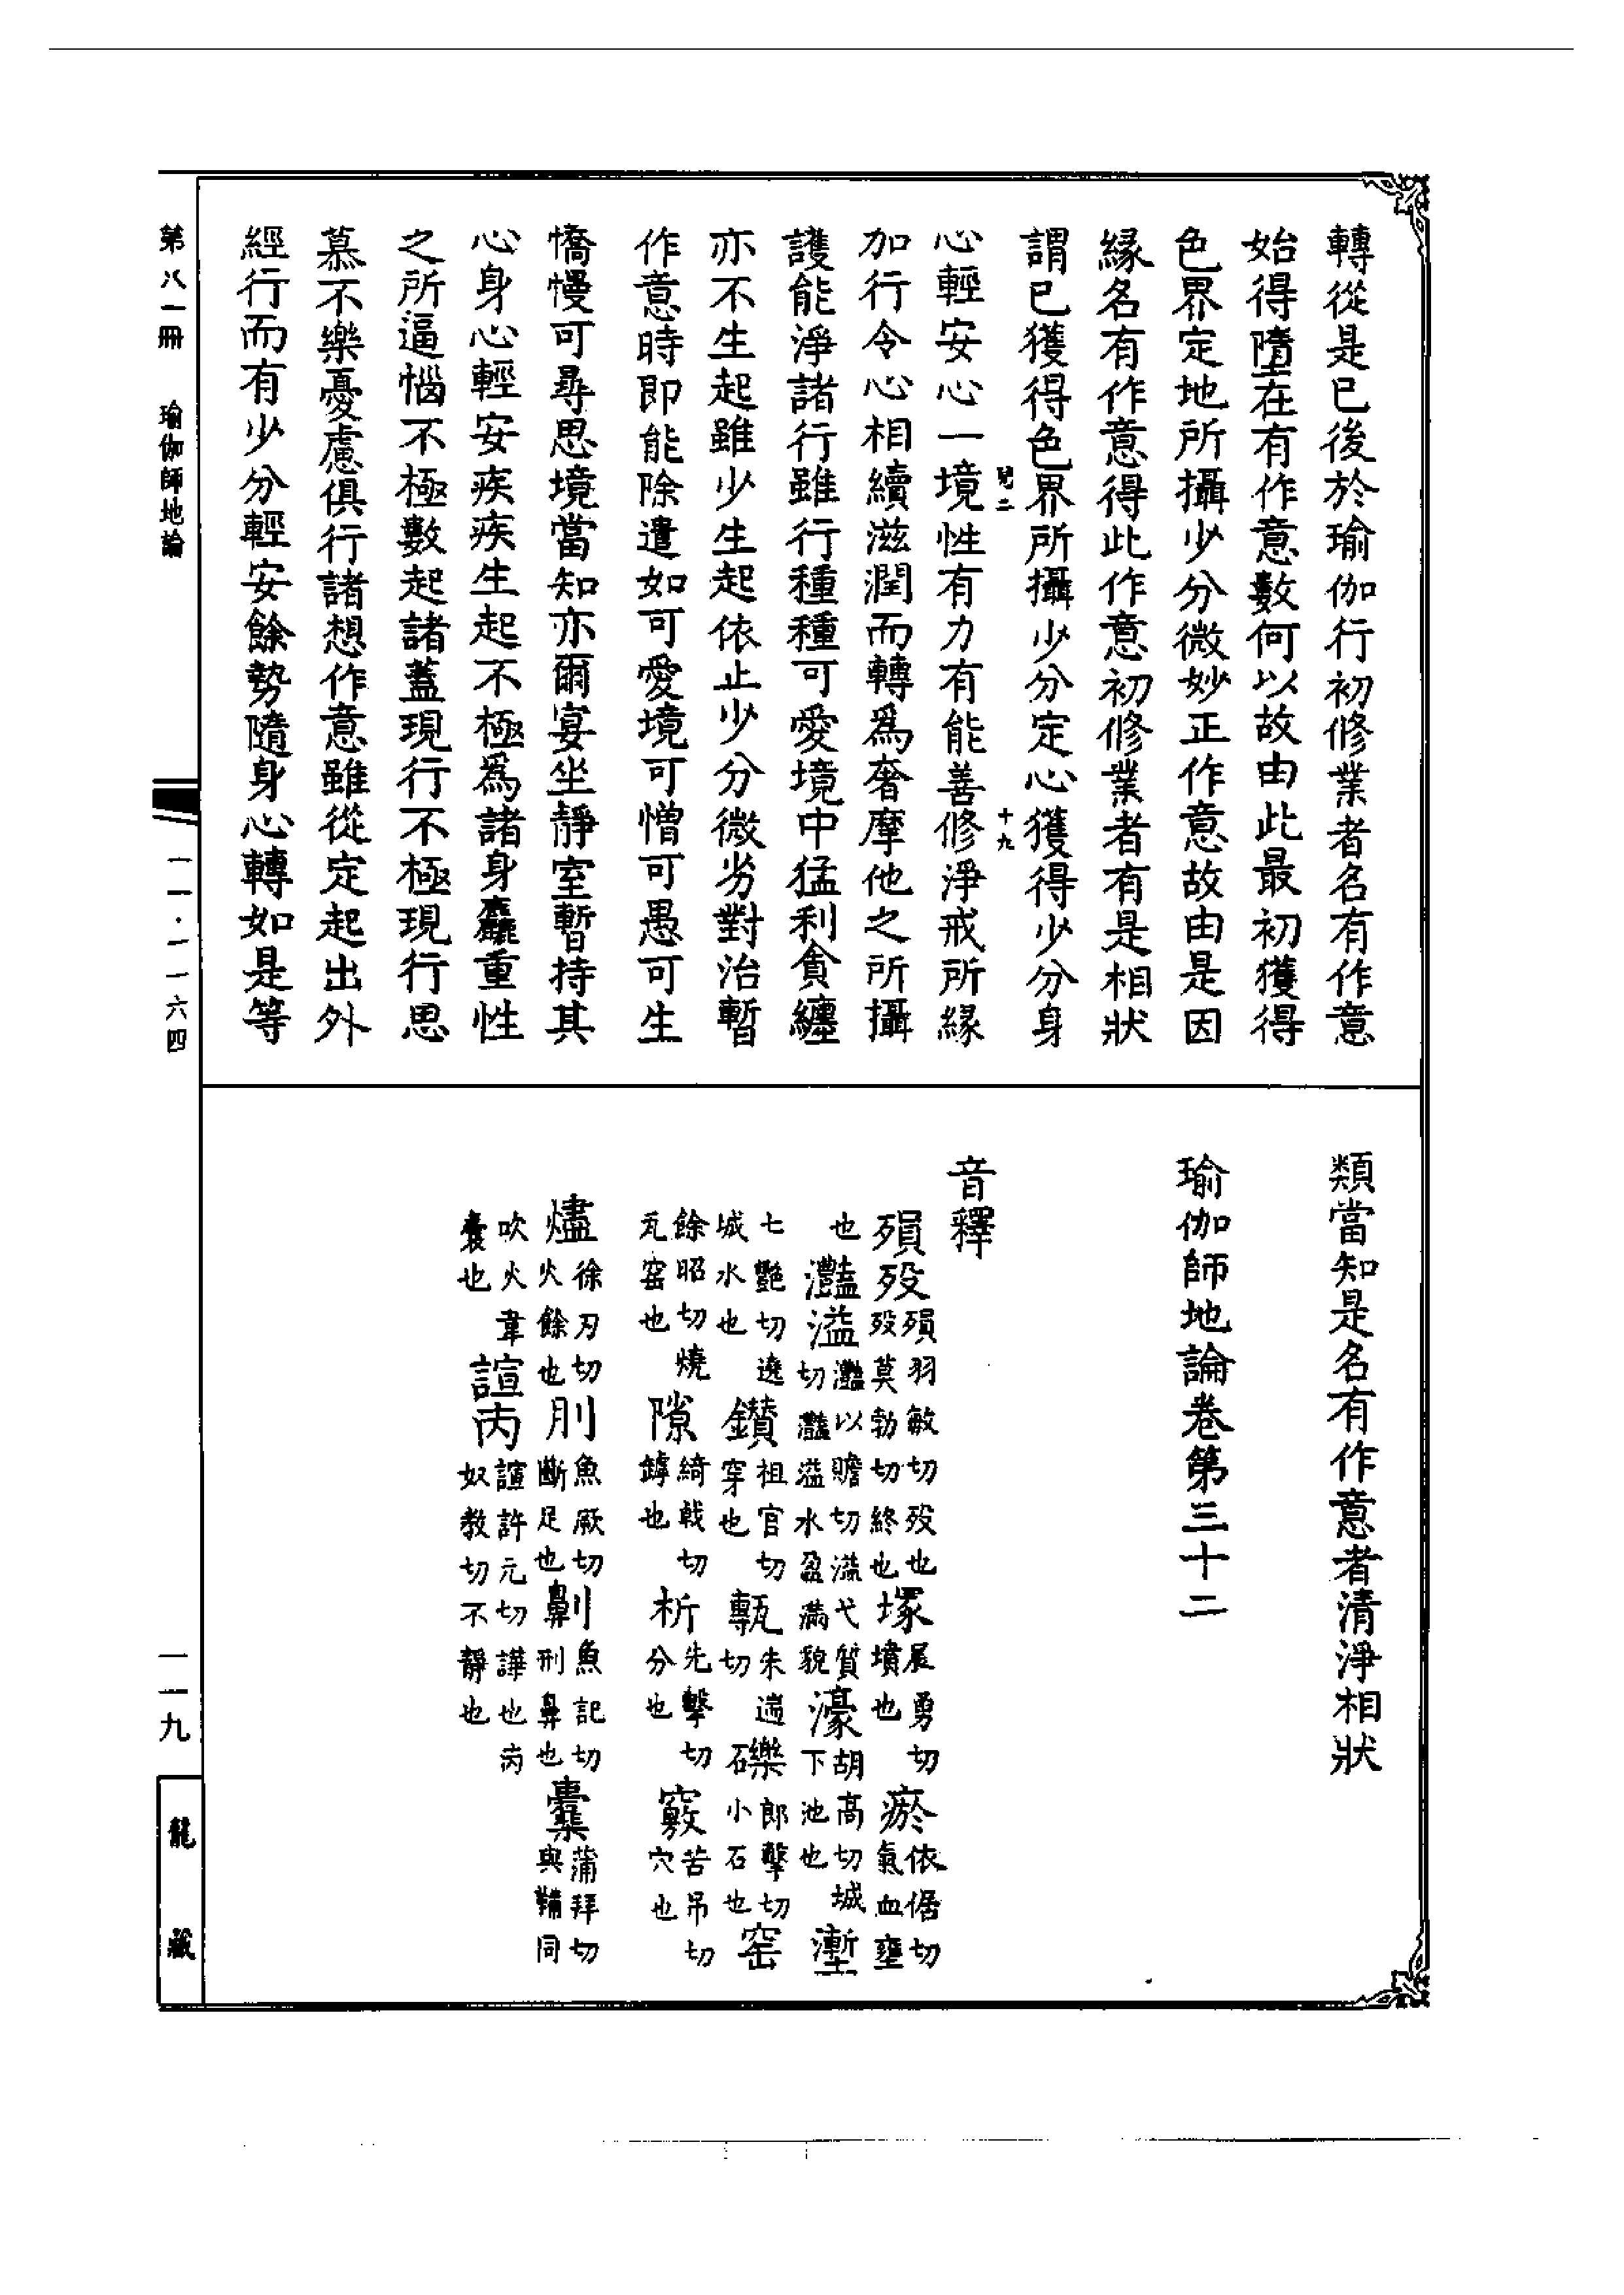 轉從是已後於瑜伽行初修業者名有作意
始得墮在有作意數何以故由此最初獲得
色界定地所攝少分微妙正作意故由是因
緣名有作意得此作意初修業者有是相狀
謂已獲得色界所攝少分定心獲得少分身
十九
心輕安心一境性有力有能善修淨戒所緣
加行令心相續滋潤而轉爲奢摩他之所攝
護能淨諸行雖行種種可愛境中猛利貪纏
亦不生起雖少生起依止少分微劣對治暫
作意時即能除遣如可愛境可憎可愚可生
憍慢可尋思境當知亦爾宴坐靜室暫持其
心身心輕安疾疾生起不極爲諸身麤重性
之所逼惱不極數起諸蓋現行不極現行思
慕不樂憂慮俱行諸想作意雖從定起出外
經行而有少分輕安餘勢隨身心轉如是等
類當知是名有作意者清淨相狀
瑜伽師地論卷第三十二
音釋
殞歿殞羽敏切歿也歿莫勃切終也塚展勇切墳也瘀依倨切氣血壅
也灩溢灩以贍切溢弋質切灩溢水盈滿貌濠胡高切城下池也塹
七艷切遶城水也鑽祖官切穿也甎朱遄切礫郎擊切小石也窑
餘昭切燒瓦窑也隙綺戟切罅也析先擊切分也竅苦吊切穴也
燼徐刃切火餘也刖魚厥切斷足也劓魚記切刑鼻也橐蒲拜切與韛同
吹火韋囊也諠丙諠許元切譁也丙奴教切不靜也
第八一冊 瑜伽師地論
一一·一一六四
一一九
龍藏